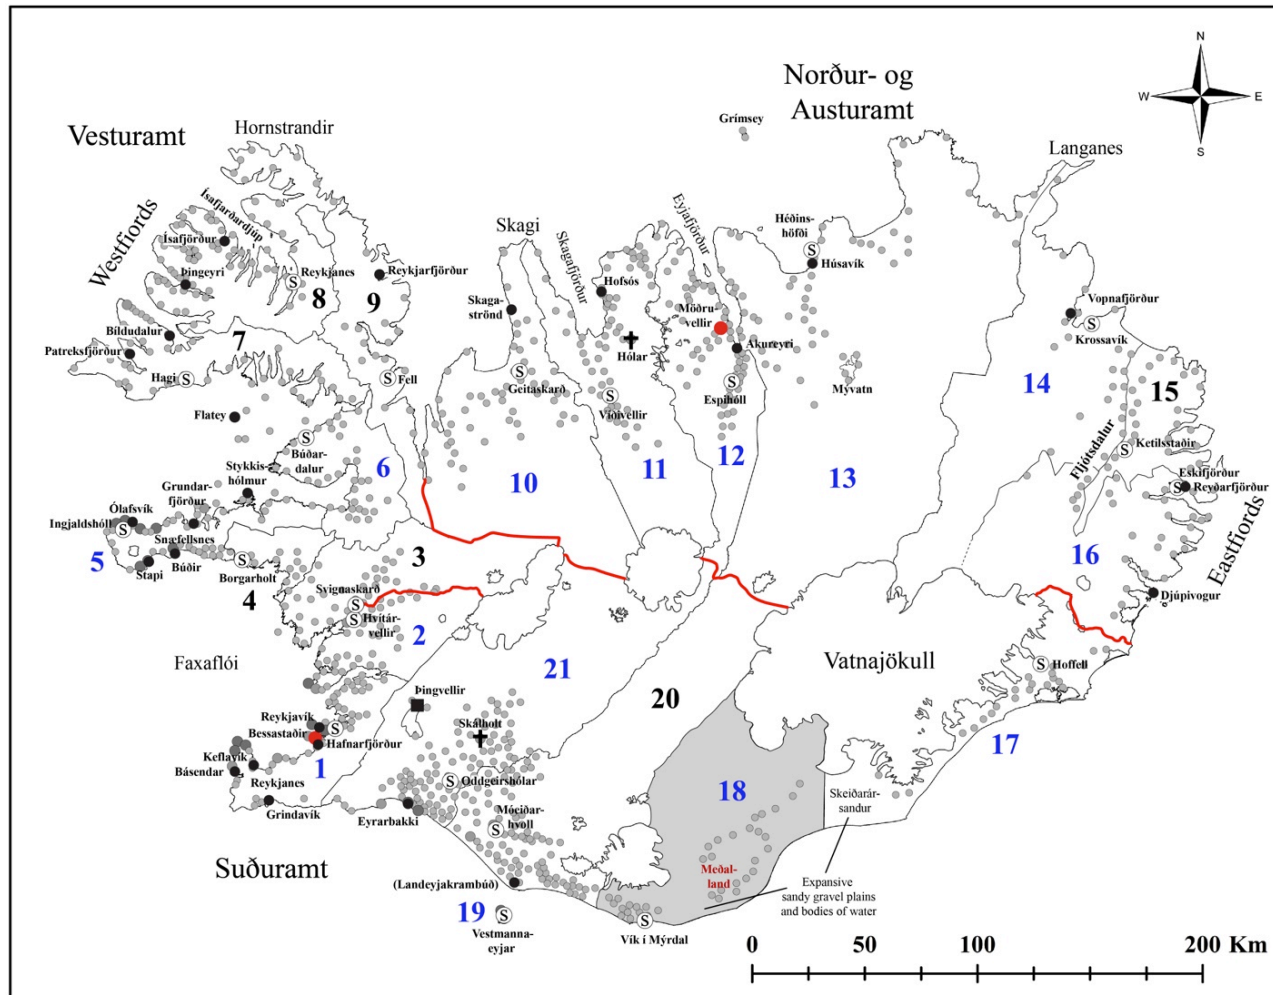 N
W
E
S
Norður- og
Austuramt
Grímsey
Vesturamt
Hornstrandir
Langanes
Westfiords
Ísafjarðardjúp
Ísafjörður
Þingeyri
Reykjanes
8
9
Reykjarfjörður
Skagi
Skagafjörður
Eyjafjörður
Héðins-
höfði
S
Húsavík
Hofsós
Skaga-
strönd
Möðru-
vellir
Hólar
Akureyri
Vopnafjörður
S
Krossavík
Bíldudalur
Patreksfjörður
7
Hagi
S
S
Fell
S
Geitaskarð
S
Viðivellir
S
Espihóll
Mývatn
14
15
Flatey
S
Búðar-
dalur
Stykkis-
hólmur
6
10
11
12
13
Fljótsdalur
S
Ketilsstaðir
Eskifjörður
S
Reyðarfjörður
Grundar-
fjörður
Ólafsvík
Ingjaldshóll
S
Snæfellsnes
5
Stapi
Búðir
S
Borgarholt
4
3
Svignaskarð
S
S
Hvítár-
vellir
2
16
Eastfiords
Djúpivogur
Faxaflói
21
20
Vatnajökull
S
Hoffell
17
Þingvellir
Reykjavík
Bessastaðir
S
Hafnarfjörður
Skálholt
Keflavík
Básendar
Reykjanes
1
Grindavík
S
Oddgeirshólar
Eyrarbakki
Móeiðar-
hvoll
S
18
Skeiðarár-
sandur
Suðuramt
(Landeyjakrambúð)
Meðal-
land
Expansive
sandy gravel plains
and bodies of water
19
S
Vestmanna-
eyjar
S
Vík í Mýrdal
0
50
100
200 Km
S